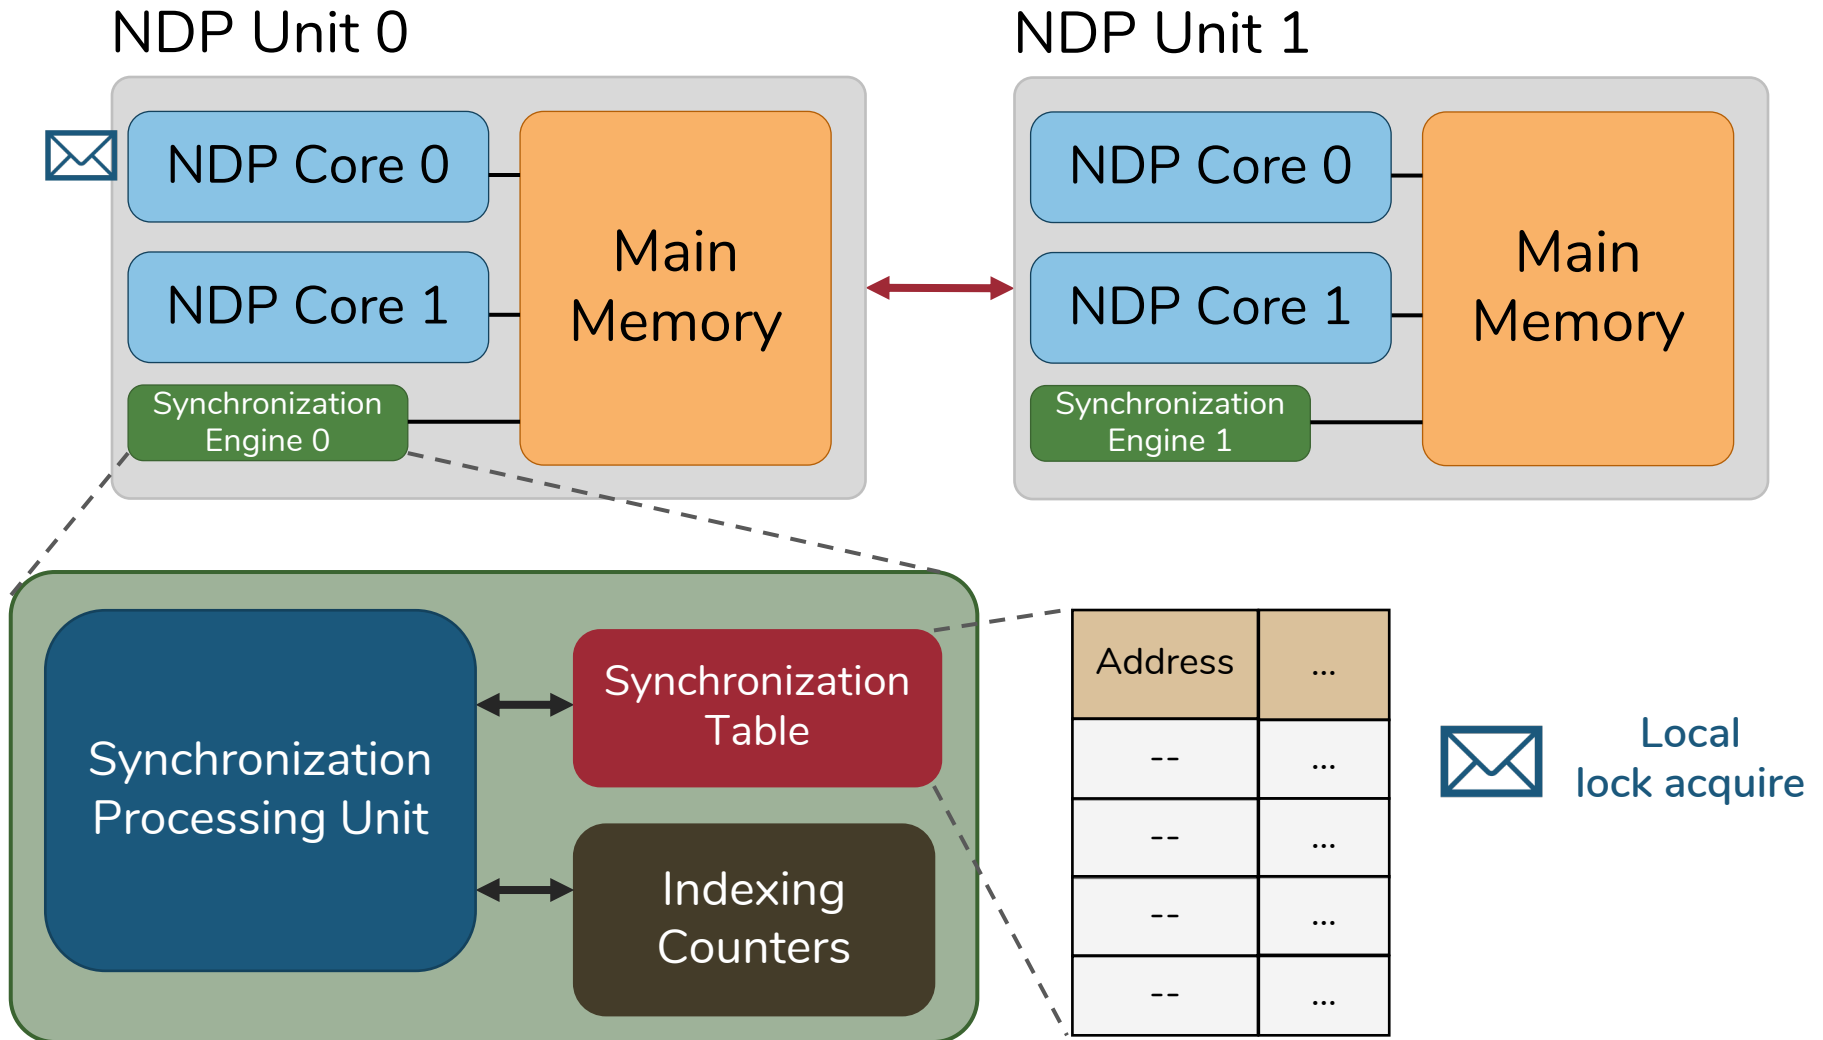 NDP Unit 0
NDP Unit 1
NDP Core 0
NDP Core 1
Synchronization
Engine 0
Main
Memory
NDP Core 0
NDP Core 1
Synchronization
Engine 1
Main
Memory
Synchronization
Processing Unit
Synchronization
Table
Indexing
Counters
Address ...
-- ...
-- ...
-- ...
-- ...
Local
lock acquire